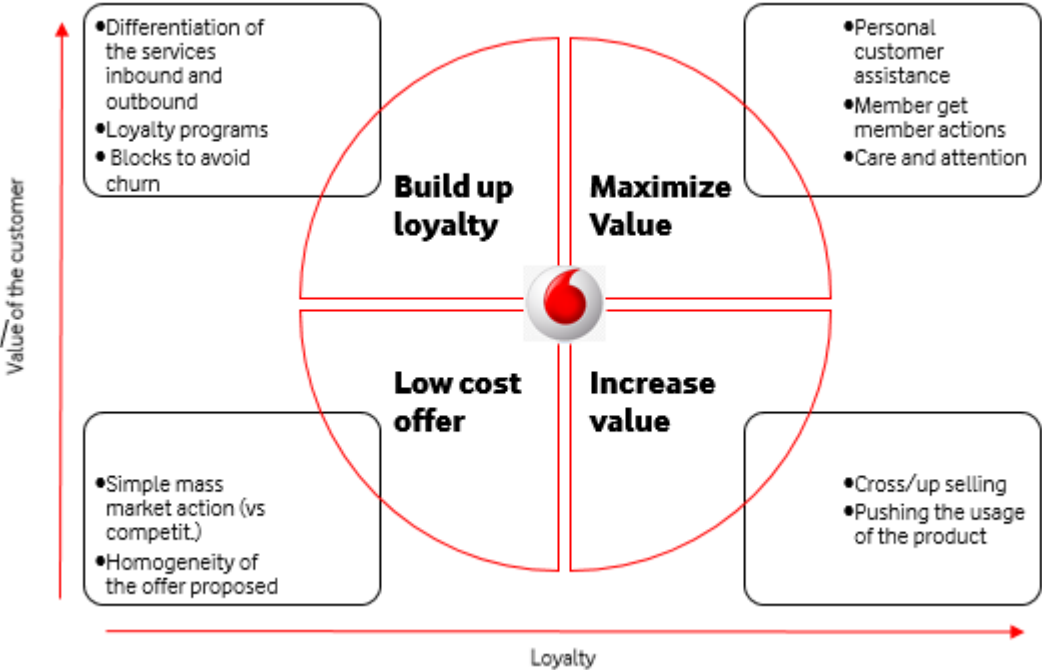 •Differentiation of
the services
inbound and
outbound
•Loyalty programs
• Blocks to avoid
churn
•Personal
customer
assistance
•Member get
member actions
•Care and attention
Build up
loyalty
Maximize
Value
Value of the customer
Low cost
offer
Increase
value
•Simple mass
market action (vs
competit.)
•Homogeneity of
the offer proposed
•Cross/up selling
•Pushing the usage
of the product
Loyalty